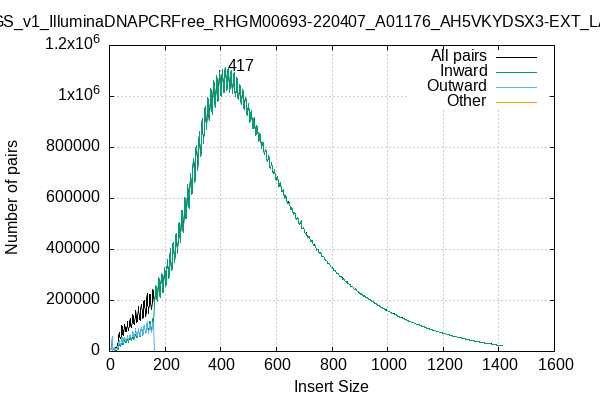 GS_v1_IlluminaDNAPCRFree_RHGM00693-220407_A01176_AH5VKYDSX3-EXT_LA
1.2x10⁶
1x10⁶
800000
600000
400000
200000
0
Number of pairs
417
All pairs
Inward
Outward
Other
0 200 400 600 800 1000 1200 1400 1600
Insert Size